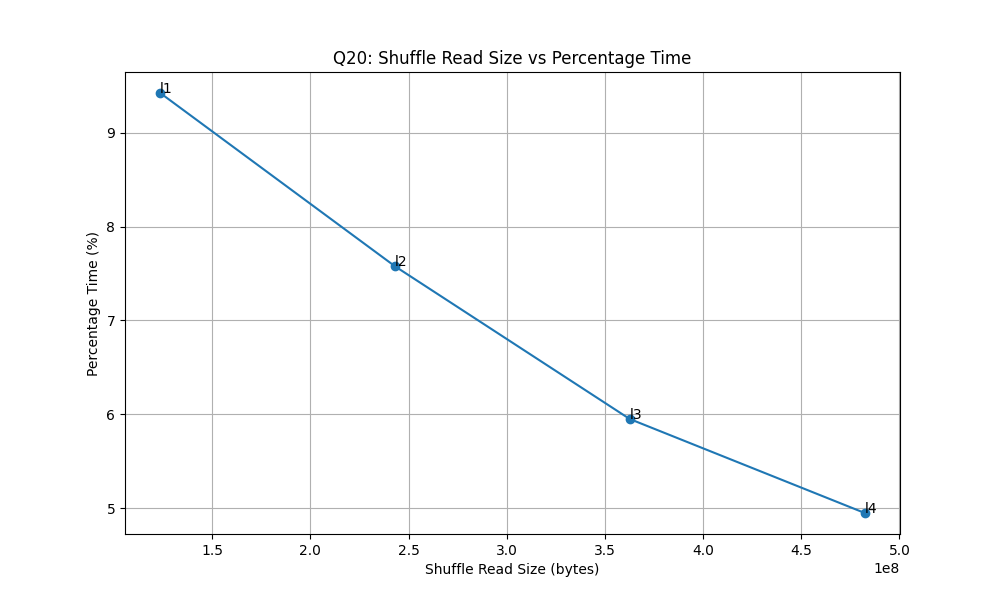 Q20: Shuffle Read Size vs Percentage Time
Percentage Time (%)
9
8
7
6
5
l1
l2
l3
l4
1.5 2.0 2.5 3.0 3.5 4.0 4.5 5.0
1e8
Shuffle Read Size (bytes)